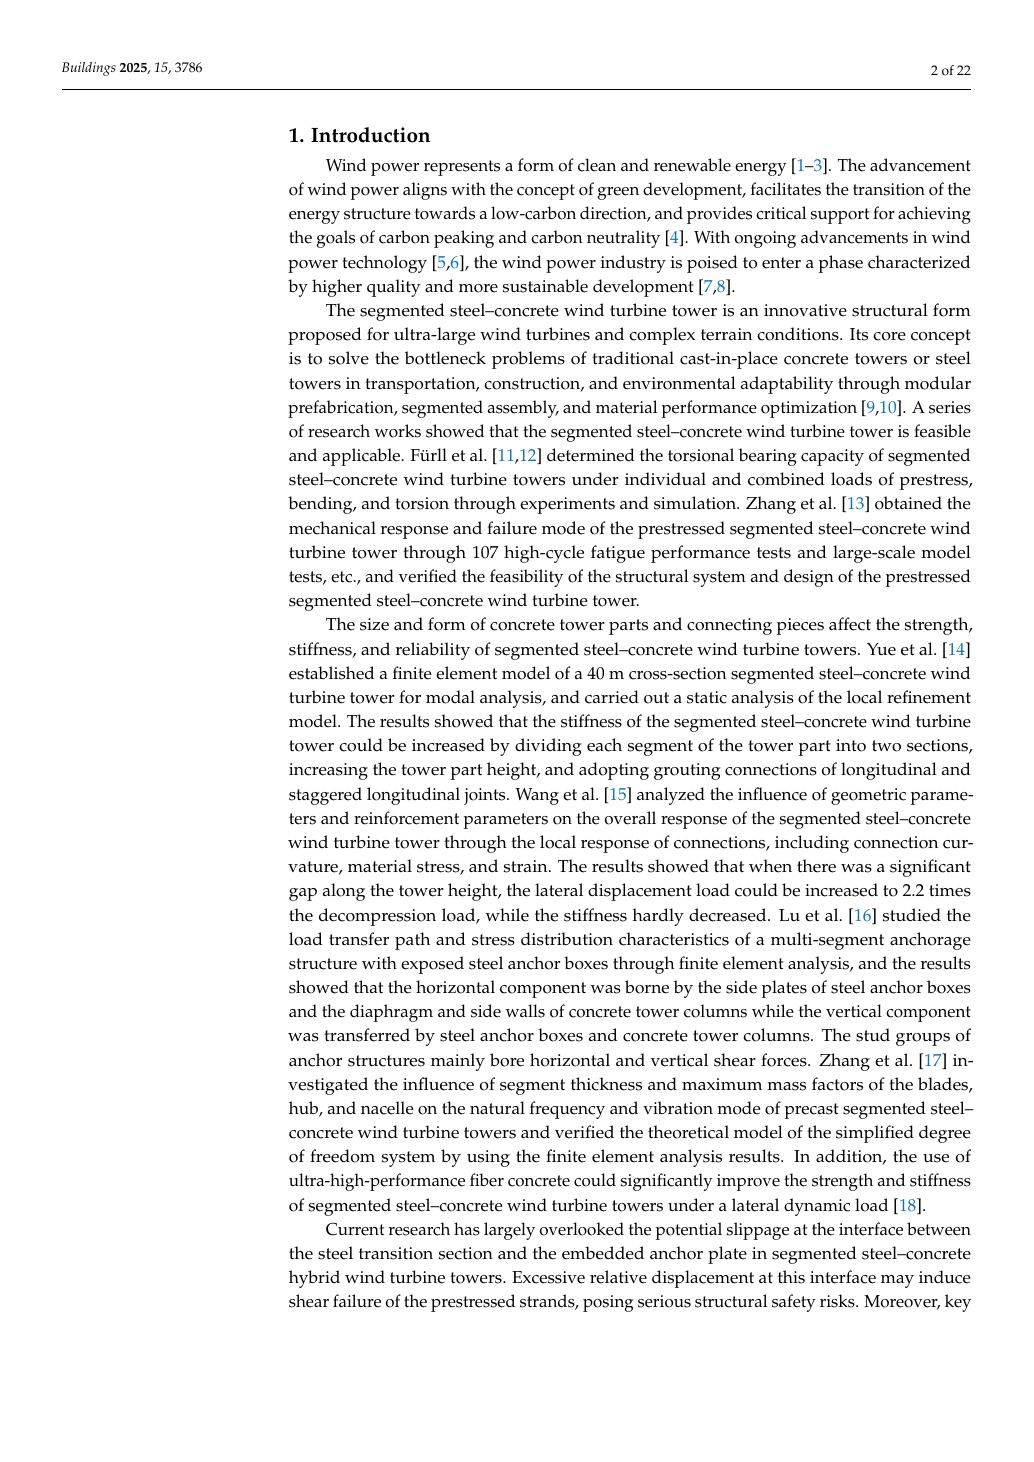 Buildings 2025, 15, 3786
2 of 22
1. Introduction
Wind power represents a form of clean and renewable energy [1–3]. The advancement
of wind power aligns with the concept of green development, facilitates the transition of the
energy structure towards a low-carbon direction, and provides critical support for achieving
the goals of carbon peaking and carbon neutrality [4]. With ongoing advancements in wind
power technology [5,6], the wind power industry is poised to enter a phase characterized
by higher quality and more sustainable development [7,8].
The segmented steel–concrete wind turbine tower is an innovative structural form
proposed for ultra-large wind turbines and complex terrain conditions. Its core concept
is to solve the bottleneck problems of traditional cast-in-place concrete towers or steel
towers in transportation, construction, and environmental adaptability through modular
prefabrication, segmented assembly, and material performance optimization [9,10]. A series
of research works showed that the segmented steel–concrete wind turbine tower is feasible
and applicable. Fürll et al. [11,12] determined the torsional bearing capacity of segmented
steel–concrete wind turbine towers under individual and combined loads of prestress,
bending, and torsion through experiments and simulation. Zhang et al. [13] obtained the
mechanical response and failure mode of the prestressed segmented steel–concrete wind
turbine tower through 107 high-cycle fatigue performance tests and large-scale model
tests, etc., and verified the feasibility of the structural system and design of the prestressed
segmented steel–concrete wind turbine tower.
The size and form of concrete tower parts and connecting pieces affect the strength,
stiffness, and reliability of segmented steel–concrete wind turbine towers. Yue et al. [14]
established a finite element model of a 40 m cross-section segmented steel–concrete wind
turbine tower for modal analysis, and carried out a static analysis of the local refinement
model. The results showed that the stiffness of the segmented steel–concrete wind turbine
tower could be increased by dividing each segment of the tower part into two sections,
increasing the tower part height, and adopting grouting connections of longitudinal and
staggered longitudinal joints. Wang et al. [15] analyzed the influence of geometric parame-
ters and reinforcement parameters on the overall response of the segmented steel–concrete
wind turbine tower through the local response of connections, including connection cur-
vature, material stress, and strain. The results showed that when there was a significant
gap along the tower height, the lateral displacement load could be increased to 2.2 times
the decompression load, while the stiffness hardly decreased. Lu et al. [16] studied the
load transfer path and stress distribution characteristics of a multi-segment anchorage
structure with exposed steel anchor boxes through finite element analysis, and the results
showed that the horizontal component was borne by the side plates of steel anchor boxes
and the diaphragm and side walls of concrete tower columns while the vertical component
was transferred by steel anchor boxes and concrete tower columns. The stud groups of
anchor structures mainly bore horizontal and vertical shear forces. Zhang et al. [17] in-
vestigated the influence of segment thickness and maximum mass factors of the blades,
hub, and nacelle on the natural frequency and vibration mode of precast segmented steel–
concrete wind turbine towers and verified the theoretical model of the simplified degree
of freedom system by using the finite element analysis results. In addition, the use of
ultra-high-performance fiber concrete could significantly improve the strength and stiffness
of segmented steel–concrete wind turbine towers under a lateral dynamic load [18].
Current research has largely overlooked the potential slippage at the interface between
the steel transition section and the embedded anchor plate in segmented steel–concrete
hybrid wind turbine towers. Excessive relative displacement at this interface may induce
shear failure of the prestressed strands, posing serious structural safety risks. Moreover, key